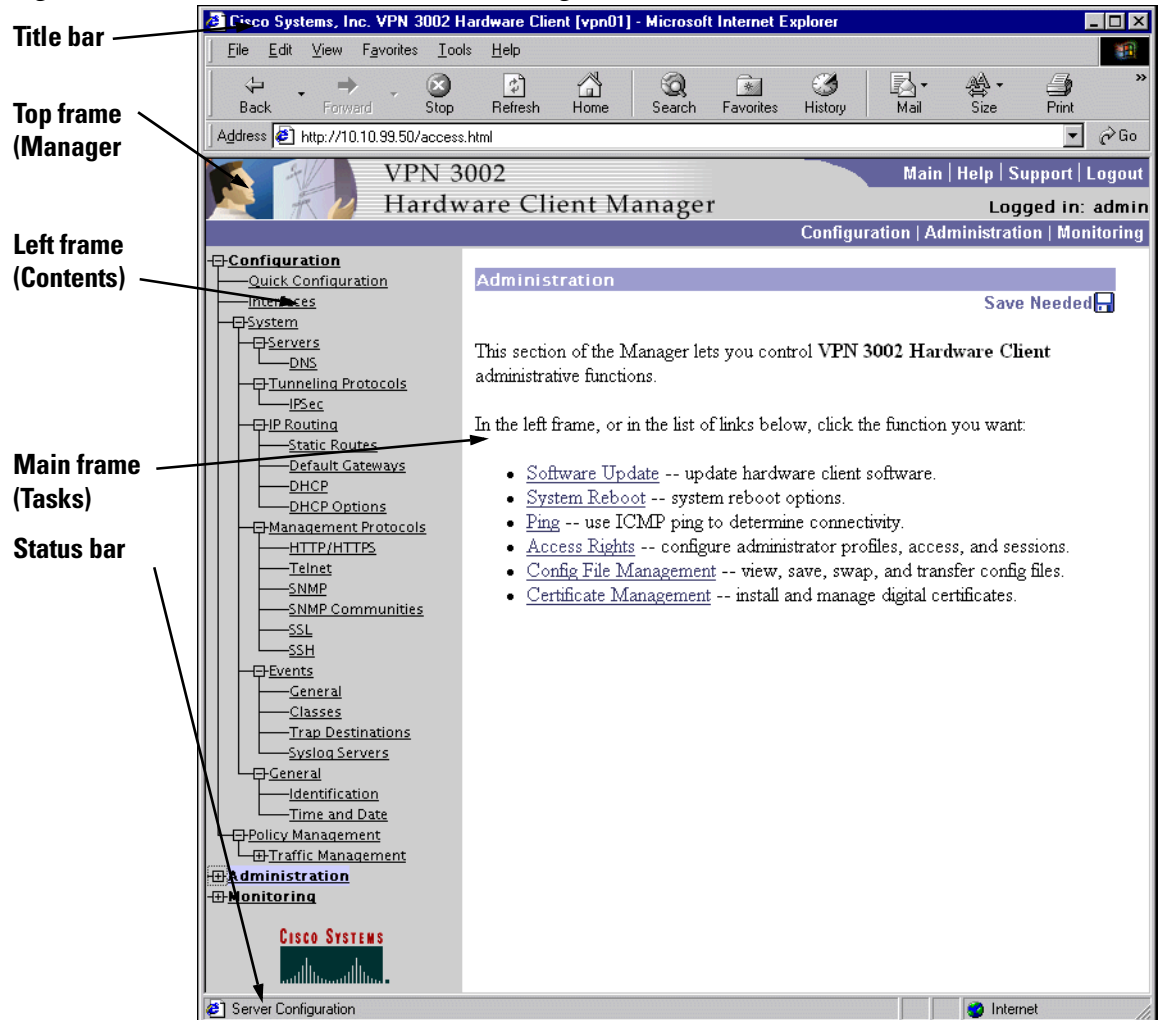 Cisco Systems, Inc. VPN 3002 Hardware Client [vpn01] - Microsoft Internet Explorer
Title bar
File Edit View Favorites Tools Help
Back Forward Stop Refresh Home Search Favorites History Mail Size Print »
Top frame
(Manager
Address http://10.10.99.50/access.html Go
VPN 3002
Hardware Client Manager
Main | Help | Support | Logout
Logged in: admin
Configuration | Administration | Monitoring
Left frame
(Contents)
Configuration
Quick Configuration
Interfaces
System
Servers
DNS
Tunneling Protocols
IPSec
IP Routing
Static Routes
Default Gateways
DHCP
DHCP Options
Management Protocols
HTTP/HTTPS
Telnet
SNMP
SNMP Communities
SSL
SSH
Events
General
Classes
Trap Destinations
Syslog Servers
General
Identification
Time and Date
Policy Management
Traffic Management
Administration
Monitoring
CISCO SYSTEMS
Main frame
(Tasks)
Administration
Save Needed
This section of the Manager lets you control VPN 3002 Hardware Client
administrative functions.
In the left frame, or in the list of links below, click the function you want:
• Software Update -- update hardware client software.
• System Reboot -- system reboot options.
• Ping -- use ICMP ping to determine connectivity.
• Access Rights -- configure administrator profiles, access, and sessions.
• Config File Management -- view, save, swap, and transfer config files.
• Certificate Management -- install and manage digital certificates.
Status bar
Server Configuration
Internet